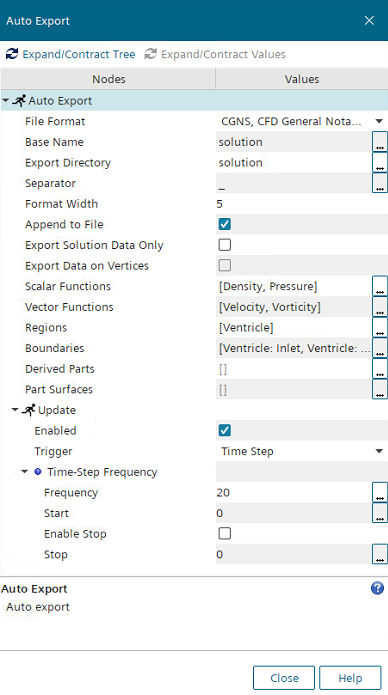 Auto Export
Expand/Contract Tree Expand/Contract Values
Nodes Values
Auto Export
File Format CGNS, CFD General Nota...
Base Name solution ...
Export Directory solution ...
Separator _ ...
Format Width 5
Append to File
Export Solution Data Only
Export Data on Vertices
Scalar Functions [Density, Pressure] ...
Vector Functions [Velocity, Vorticity] ...
Regions [Ventricle] ...
Boundaries [Ventricle: Inlet, Ventricle: ... ...
Derived Parts [] ...
Part Surfaces [] ...
Update
Enabled
Trigger Time Step
Time-Step Frequency
Frequency 20 ...
Start 0 ...
Enable Stop
Stop 0 ...
Auto Export ?
Auto export
Close Help